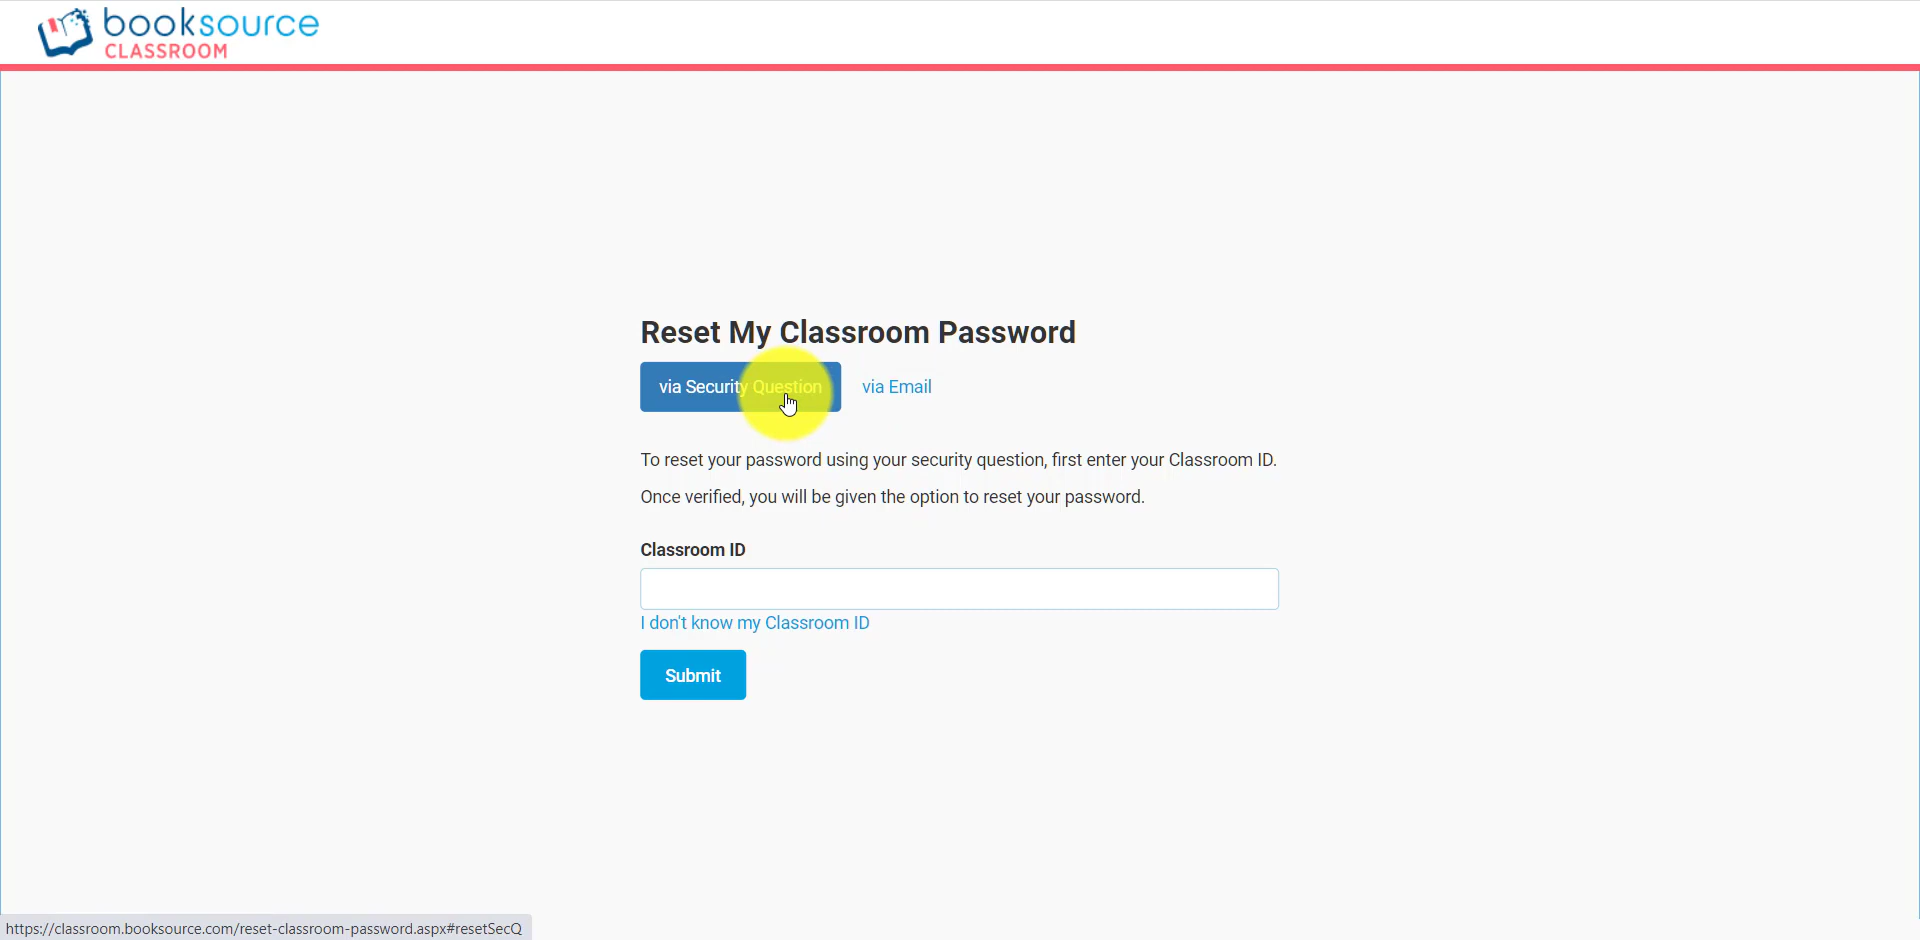 booksource
CLASSROOM
Reset My Classroom Password
via Security Question via Email
To reset your password using your security question, first enter your Classroom ID.
Once verified, you will be given the option to reset your password.
Classroom ID
I don't know my Classroom ID
Submit
https://classroom.booksource.com/reset-classroom-password.aspx#resetSecQ